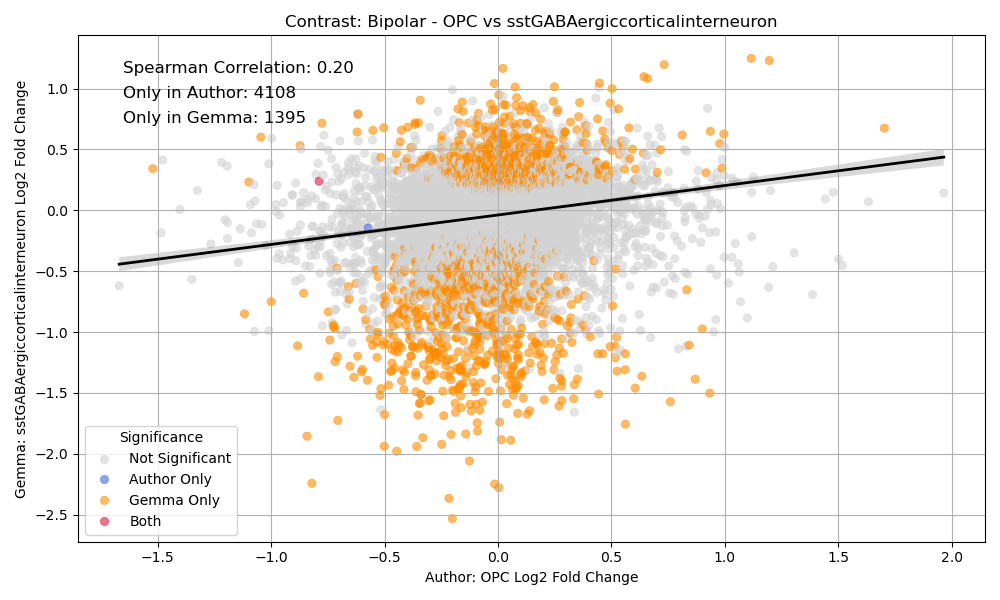 Contrast: Bipolar - OPC vs sstGABAergiccorticalinterneuron
Spearman Correlation: 0.20
Only in Author: 4108
Only in Gemma: 1395
Gemma: sstGABAergiccorticalinterneuron Log2 Fold Change
1.0
0.5
0.0
−0.5
−1.0
−1.5
−2.0
−2.5
Significance
Not Significant
Author Only
Gemma Only
Both
−1.5
−1.0
−0.5
0.0
0.5
1.0
1.5
2.0
Author: OPC Log2 Fold Change